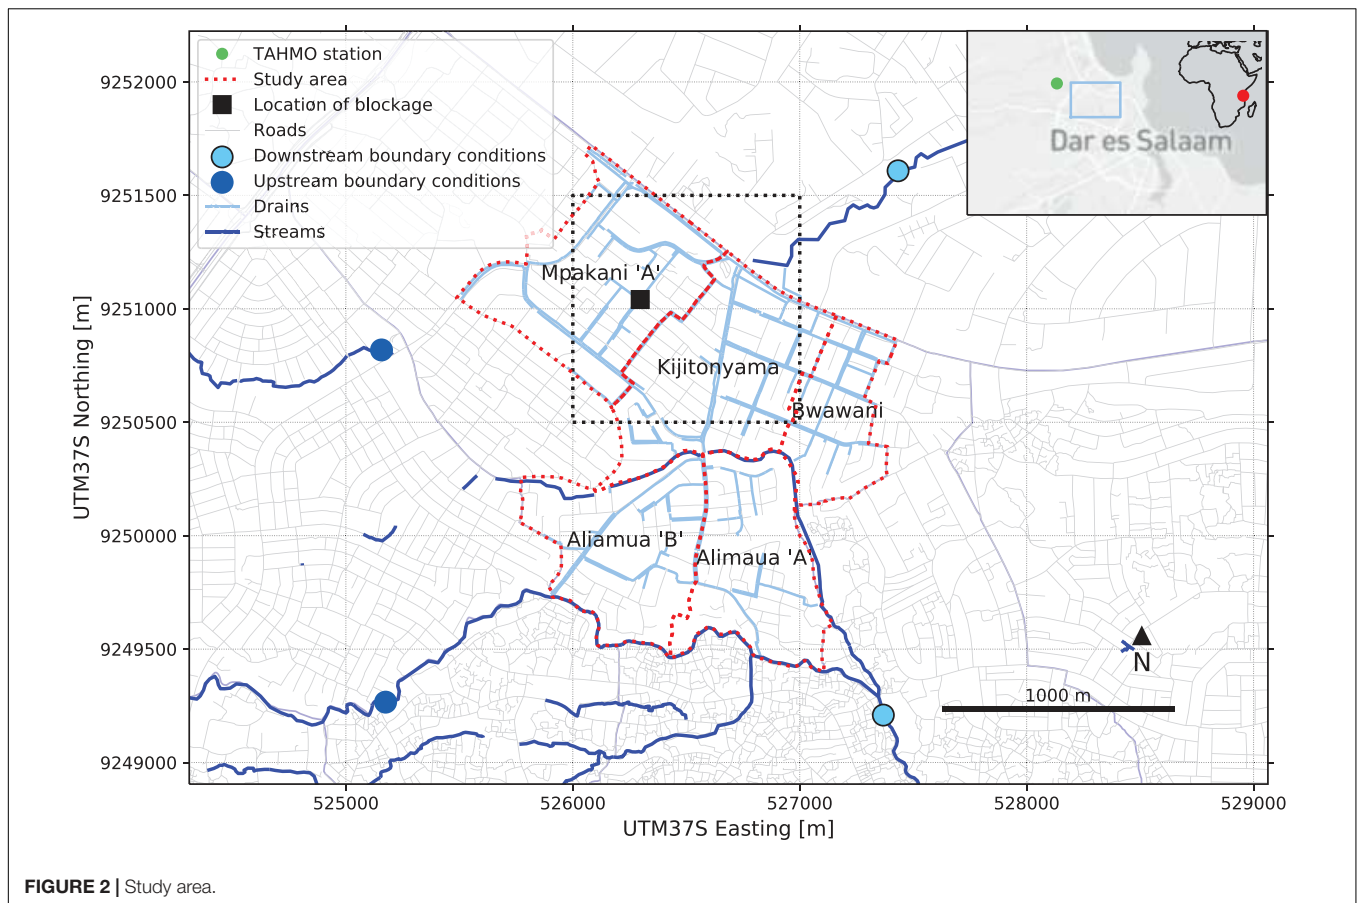 TAHMO station
Study area
Location of blockage
Roads
Downstream boundary conditions
Upstream boundary conditions
Drains
Streams
Dar es Salaam
9252000
9251500
9251000
9250500
9250000
9249500
9249000
UTM37S Northing [m]
Mpakani 'A'
Kijitonyama
Bwawani
Aliamua 'B'
Alimaua 'A'
N
1000 m
525000
526000
527000
528000
529000
UTM37S Easting [m]
FIGURE 2 | Study area.